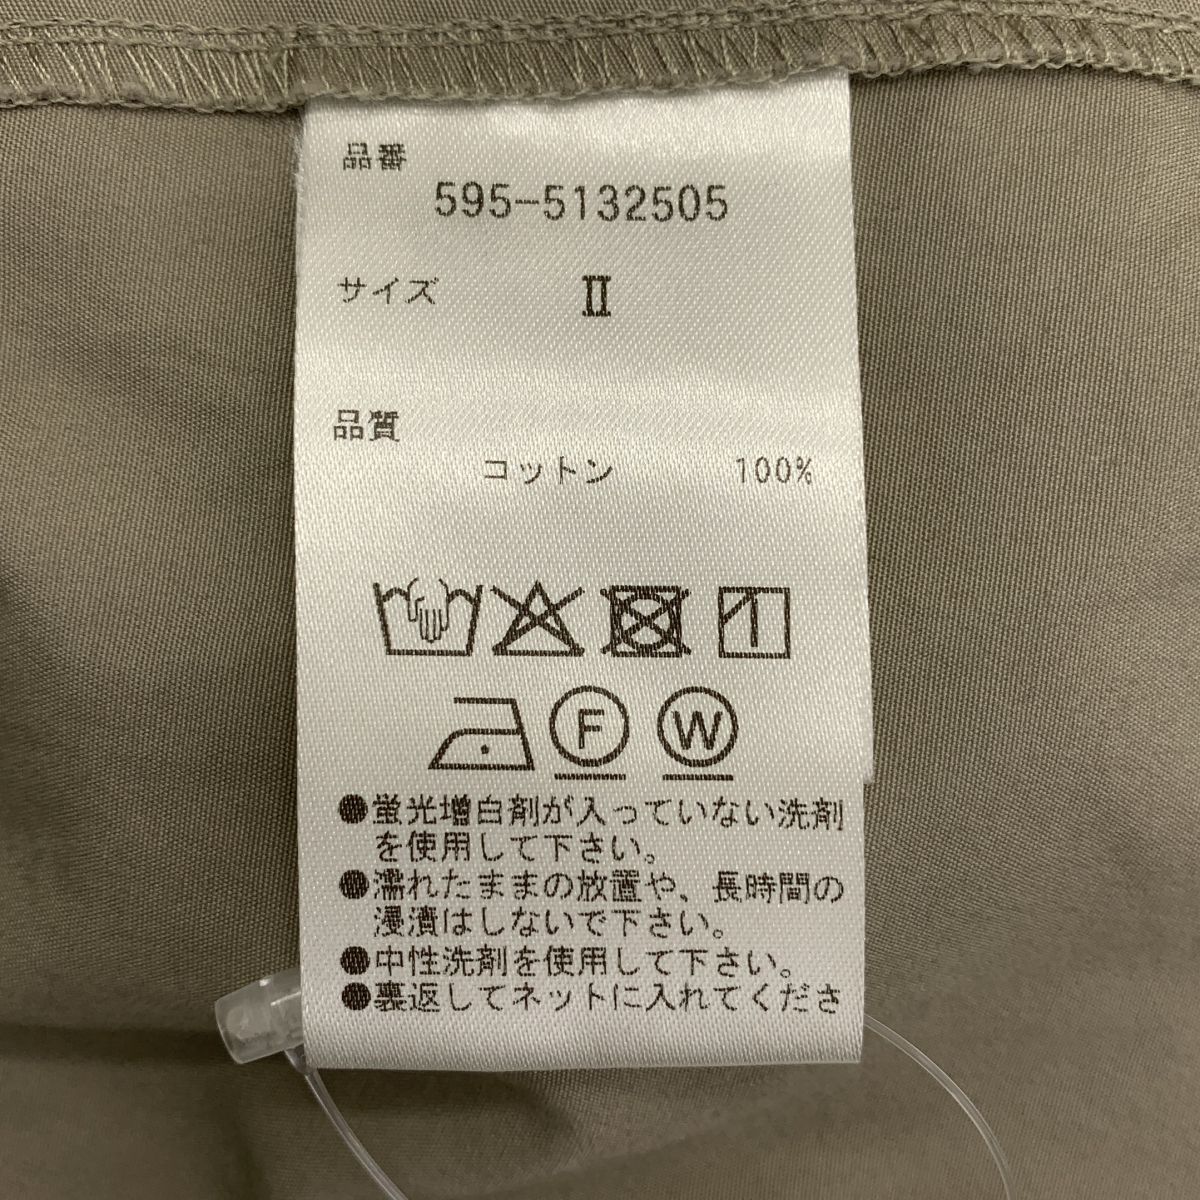 品番
595-5132505
サイズ Ⅱ
品質
コットン 100%
F W
●蛍光増白剤が入っていない洗剤
を使用して下さい。
●濡れたままの放置や、長時間の
浸漬はしないで下さい。
●中性洗剤を使用して下さい。
●裏返してネットに入れてくださ